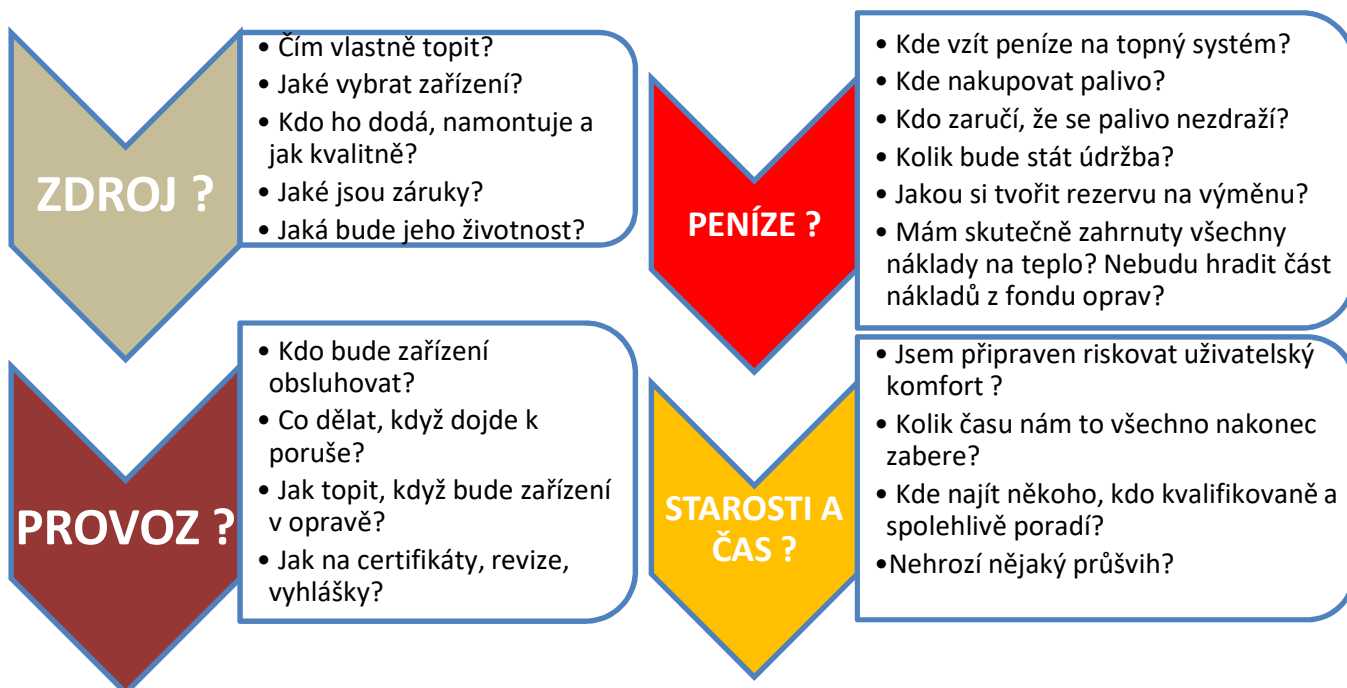 ZDROJ ?
• Čím vlastně topit?
• Jaké vybrat zařízení?
• Kdo ho dodá, namontuje a
jak kvalitně?
• Jaké jsou záruky?
• Jaká bude jeho životnost?
PENÍZE ?
• Kde vzít peníze na topný systém?
• Kde nakupovat palivo?
• Kdo zaručí, že se palivo nezdraží?
• Kolik bude stát údržba?
• Jakou si tvořit rezervu na výměnu?
• Mám skutečně zahrnuty všechny
náklady na teplo? Nebudu hradit část
nákladů z fondu oprav?
PROVOZ ?
• Kdo bude zařízení
obsluhovat?
• Co dělat, když dojde k
poruše?
• Jak topit, když bude zařízení
v opravě?
• Jak na certifikáty, revize,
vyhlášky?
STAROSTI A
ČAS ?
• Jsem připraven riskovat uživatelský
komfort ?
• Kolik času nám to všechno nakonec
zabere?
• Kde najít někoho, kdo kvalifikovaně a
spolehlivě poradí?
•Nehrozí nějaký průšvih?